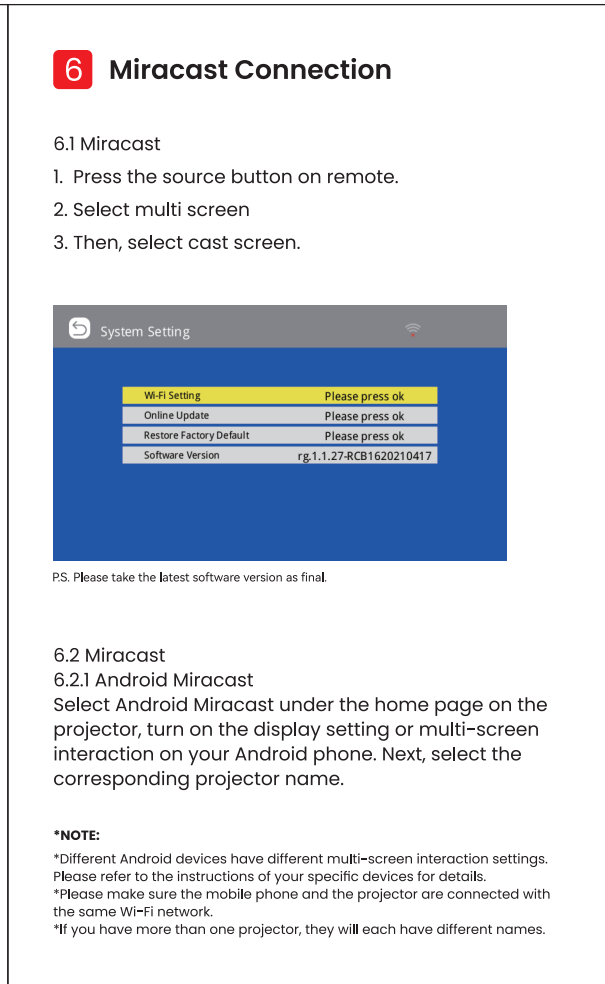 6 Miracast Connection
6.1 Miracast
1. Press the source button on remote.
2. Select multi screen
3. Then, select cast screen.
System Setting
Wi-Fi Setting Please press ok
Online Update Please press ok
Restore Factory Default Please press ok
Software Version rg.1.1.27-RCB1620210417
P.S. Please take the latest software version as final.
6.2 Miracast
6.2.1 Android Miracast
Select Android Miracast under the home page on the
projector, turn on the display setting or multi-screen
interaction on your Android phone. Next, select the
corresponding projector name.
*NOTE:
*Different Android devices have different multi-screen interaction settings.
Please refer to the instructions of your specific devices for details.
*Please make sure the mobile phone and the projector are connected with
the same Wi-Fi network.
*If you have more than one projector, they will each have different names.